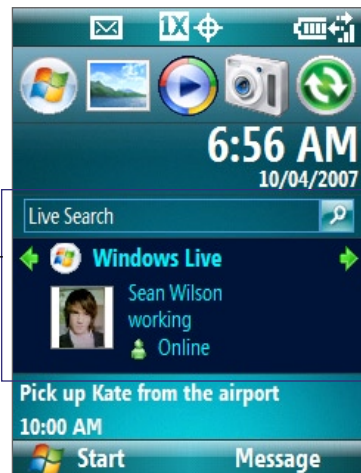 1X
6:56 AM
10/04/2007
Live Search
Windows Live
Sean Wilson
working
Online
Pick up Kate from the airport
10:00 AM
Start Message